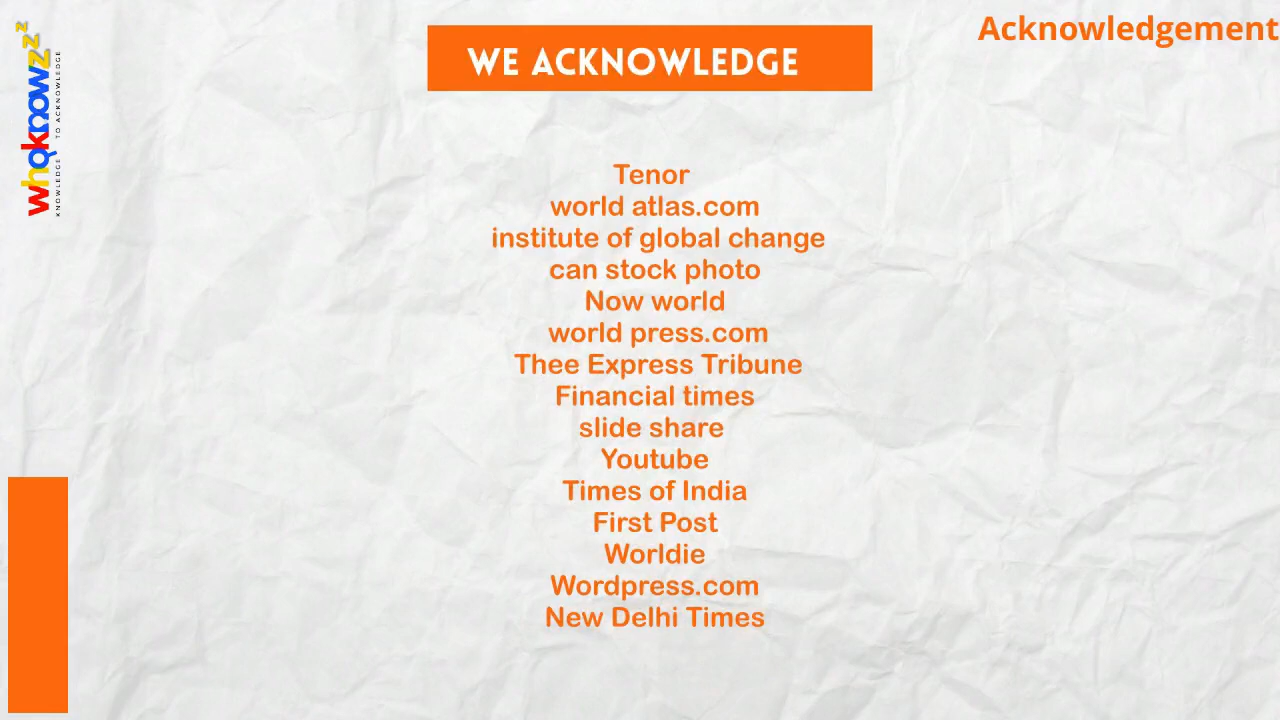 Acknowledgement
WE ACKNOWLEDGE
whqknowzzz
KNOWLEDGE TO ACKNOWLEDGE
Tenor
world atlas.com
institute of global change
can stock photo
Now world
world press.com
Thee Express Tribune
Financial times
slide share
Youtube
Times of India
First Post
Worldie
Wordpress.com
New Delhi Times